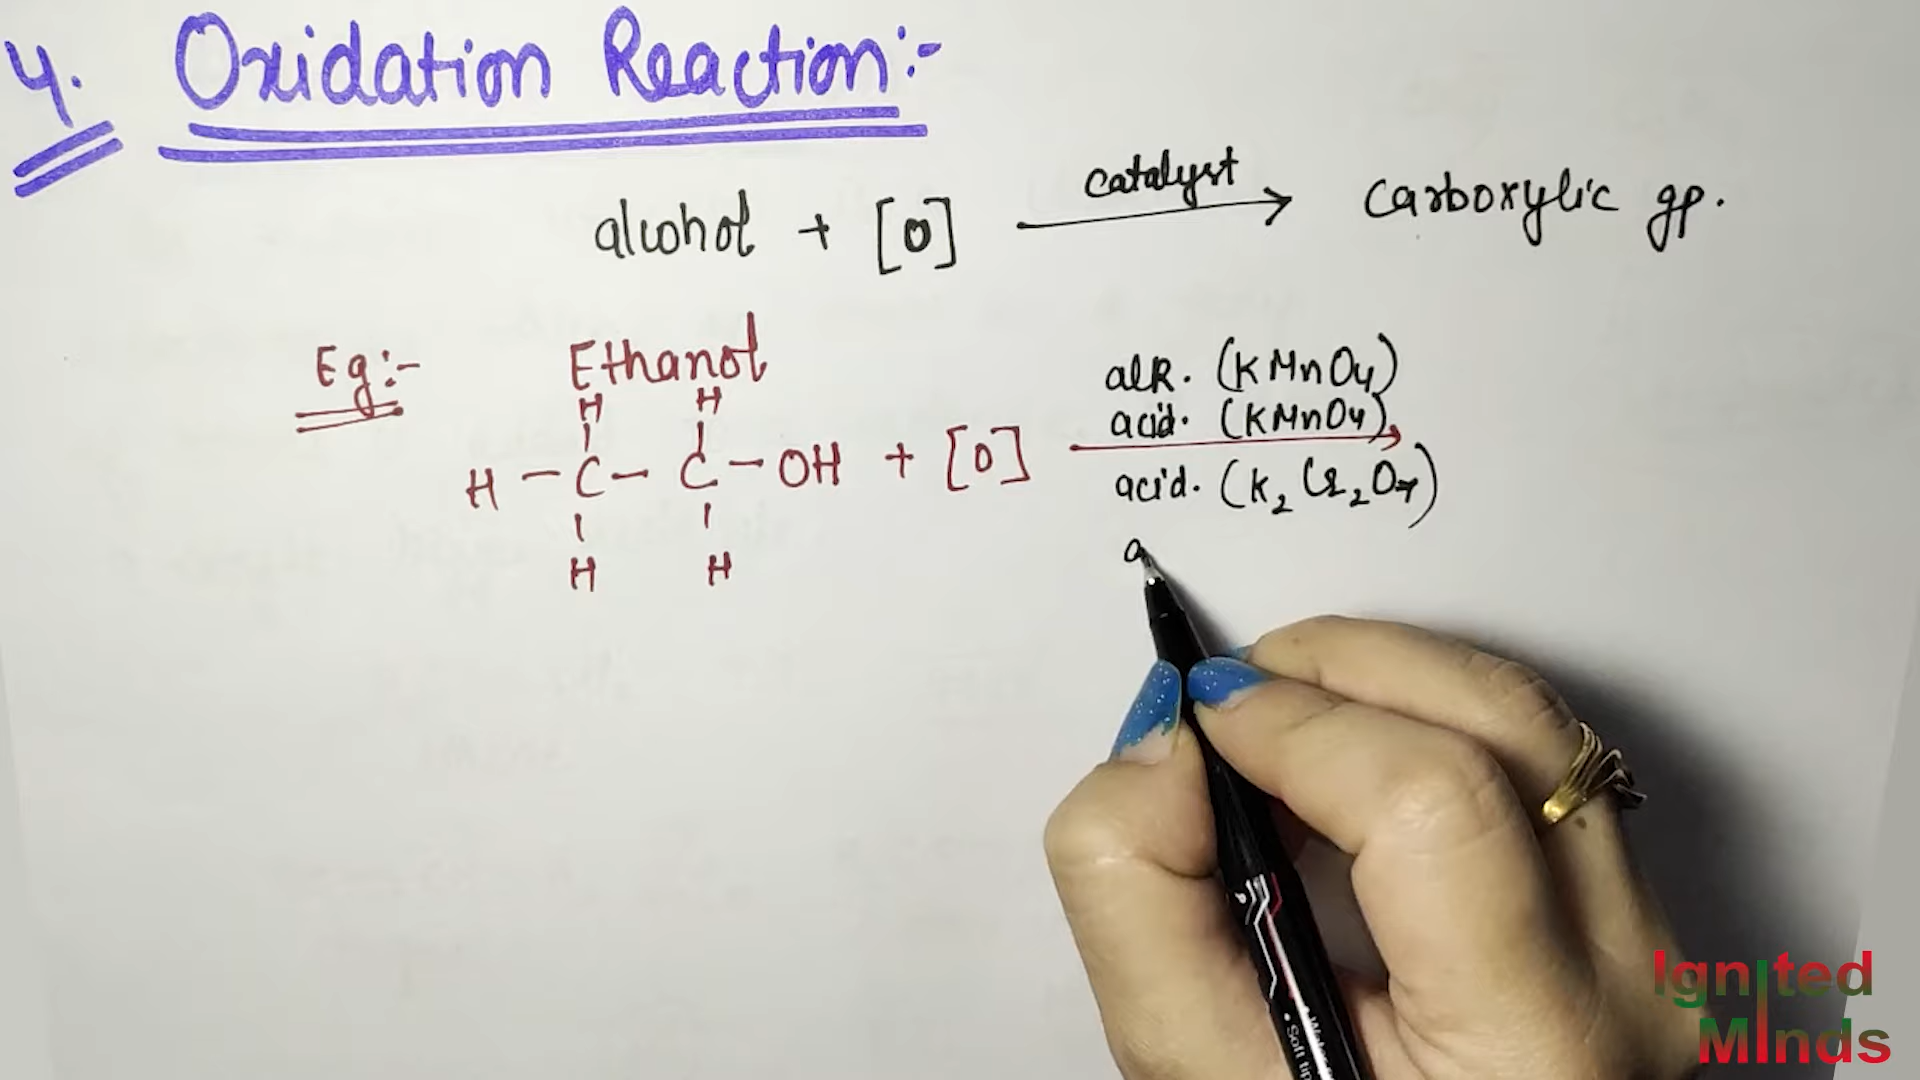 4. Oxidation Reaction:-
alcohol + [O] catalyst → carboxylic gp.
Eg:- Ethanol
H H
H - C - C - OH + [O] →
H H
alk. (KMnO4)
acid. (KMnO4)
acid. (K2Cr2O7)
a
Ignited
Minds